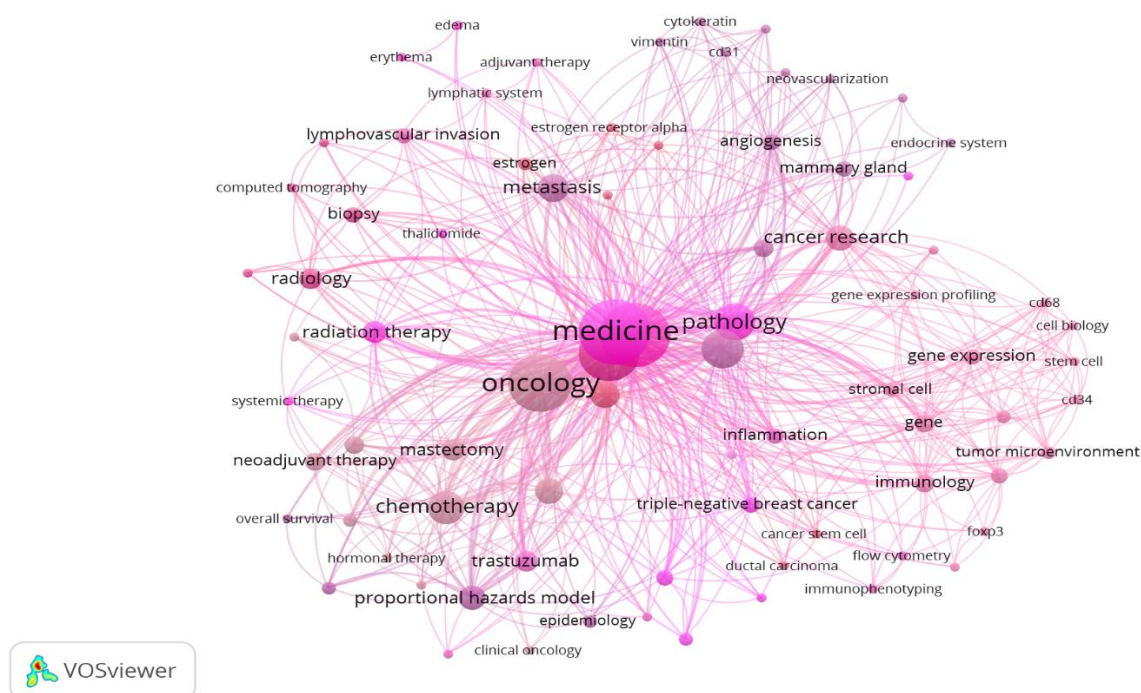 edema
cytokeratin
erythema
vimentin
cd31
adjuvant therapy
neovascularization
lymphatic system
lymphovascular invasion
estrogen receptor alpha
angiogenesis
endocrine system
estrogen
mammary gland
computed tomography
metastasis
biopsy
thalidomide
cancer research
radiology
gene expression profiling
cd68
medicine
pathology
cell biology
radiation therapy
gene expression
stem cell
oncology
stromal cell
systemic therapy
cd34
gene
inflammation
mastectomy
tumor microenvironment
neoadjuvant therapy
immunology
chemotherapy
triple-negative breast cancer
overall survival
foxp3
cancer stem cell
hormonal therapy
trastuzumab
flow cytometry
ductal carcinoma
immunophenotyping
proportional hazards model
epidemiology
clinical oncology
VOSviewer